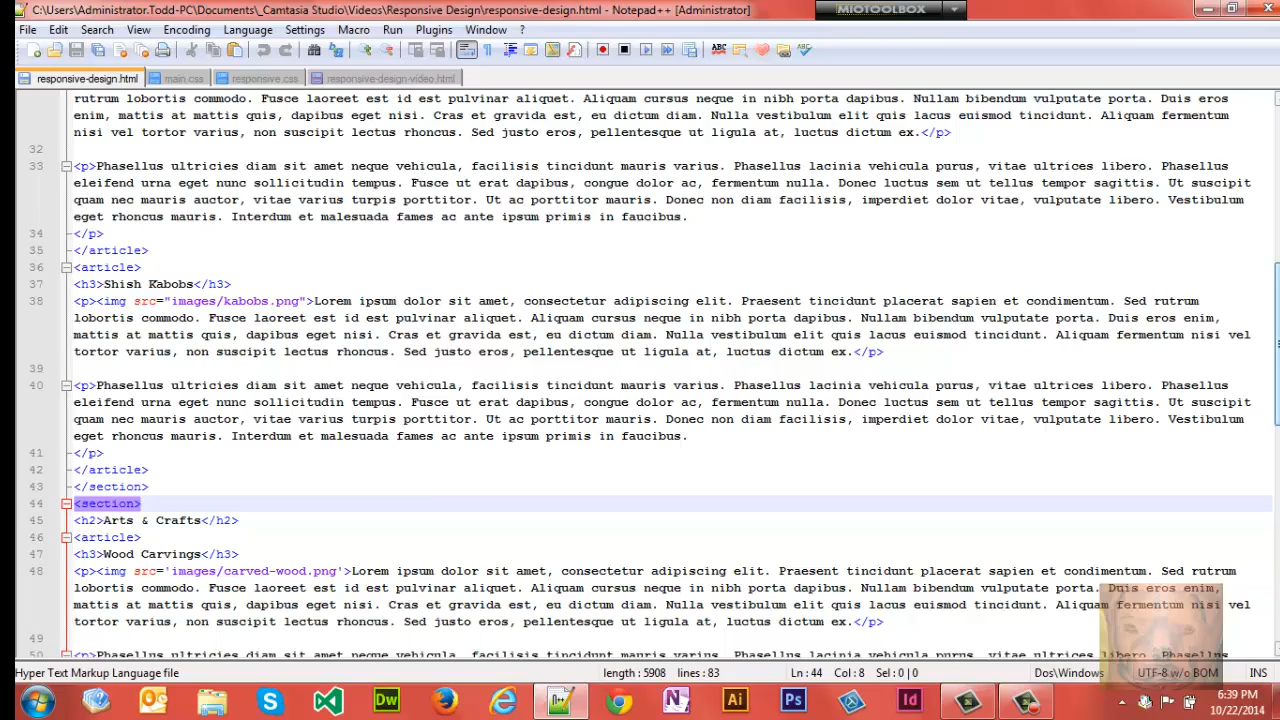 C:\Users\Administrator.Todd-PC\Documents\_Camtasia Studio\Videos\Responsive Design\responsive-design.html - Notepad++ [Administrator]
MIOTOOLBOX
File Edit Search View Encoding Language Settings Macro Run Plugins Window ?
responsive-design.html main.css responsive.css responsive-design-video.html
rutrum lobortis commodo. Fusce laoreet est id est pulvinar aliquet. Aliquam cursus neque in nibh porta dapibus. Nullam bibendum vulputate porta. Duis eros
enim, mattis at mattis quis, dapibus eget nisi. Cras et gravida est, eu dictum diam. Nulla vestibulum elit quis lacus euismod tincidunt. Aliquam fermentum
nisi vel tortor varius, non suscipit lectus rhoncus. Sed justo eros, pellentesque ut ligula at, luctus dictum ex.</p>
32
33 <p>Phasellus ultricies diam sit amet neque vehicula, facilisis tincidunt mauris varius. Phasellus lacinia vehicula purus, vitae ultrices libero. Phasellus
eleifend urna eget nunc sollicitudin tempus. Fusce ut erat dapibus, congue dolor ac, fermentum nulla. Donec luctus sem ut tellus tempor sagittis. Ut suscipit
quam nec mauris auctor, vitae varius turpis porttitor. Ut ac porttitor mauris. Donec non diam facilisis, imperdiet dolor vitae, vulputate libero. Vestibulum
eget rhoncus mauris. Interdum et malesuada fames ac ante ipsum primis in faucibus.
34 </p>
35 </article>
36 <article>
37 <h3>Shish Kabobs</h3>
38 <p><img src="images/kabobs.png">Lorem ipsum dolor sit amet, consectetur adipiscing elit. Praesent tincidunt placerat sapien et condimentum. Sed rutrum
lobortis commodo. Fusce laoreet est id est pulvinar aliquet. Aliquam cursus neque in nibh porta dapibus. Nullam bibendum vulputate porta. Duis eros enim,
mattis at mattis quis, dapibus eget nisi. Cras et gravida est, eu dictum diam. Nulla vestibulum elit quis lacus euismod tincidunt. Aliquam fermentum nisi vel
tortor varius, non suscipit lectus rhoncus. Sed justo eros, pellentesque ut ligula at, luctus dictum ex.</p>
39
40 <p>Phasellus ultricies diam sit amet neque vehicula, facilisis tincidunt mauris varius. Phasellus lacinia vehicula purus, vitae ultrices libero. Phasellus
eleifend urna eget nunc sollicitudin tempus. Fusce ut erat dapibus, congue dolor ac, fermentum nulla. Donec luctus sem ut tellus tempor sagittis. Ut suscipit
quam nec mauris auctor, vitae varius turpis porttitor. Ut ac porttitor mauris. Donec non diam facilisis, imperdiet dolor vitae, vulputate libero. Vestibulum
eget rhoncus mauris. Interdum et malesuada fames ac ante ipsum primis in faucibus.
41 </p>
42 </article>
43 </section>
44 <section>
45 <h2>Arts & Crafts</h2>
46 <article>
47 <h3>Wood Carvings</h3>
48 <p><img src='images/carved-wood.png'>Lorem ipsum dolor sit amet, consectetur adipiscing elit. Praesent tincidunt placerat sapien et condimentum. Sed rutrum
lobortis commodo. Fusce laoreet est id est pulvinar aliquet. Aliquam cursus neque in nibh porta dapibus. Nullam bibendum vulputate porta. Duis eros enim,
mattis at mattis quis, dapibus eget nisi. Cras et gravida est, eu dictum diam. Nulla vestibulum elit quis lacus euismod tincidunt. Aliquam fermentum nisi vel
tortor varius, non suscipit lectus rhoncus. Sed justo eros, pellentesque ut ligula at, luctus dictum ex.</p>
49
50 <p>Phasellus ultricies diam sit amet neque vehicula, facilisis tincidunt mauris varius. Phasellus lacinia vehicula purus, vitae ultrices libero. Phasellus
Hyper Text Markup Language file length : 5908 lines : 83 Ln : 44 Col : 8 Sel : 0 | 0 Dos\Windows UTF-8 w/o BOM INS
Dw Ai Ps Id
6:39 PM
10/22/2014